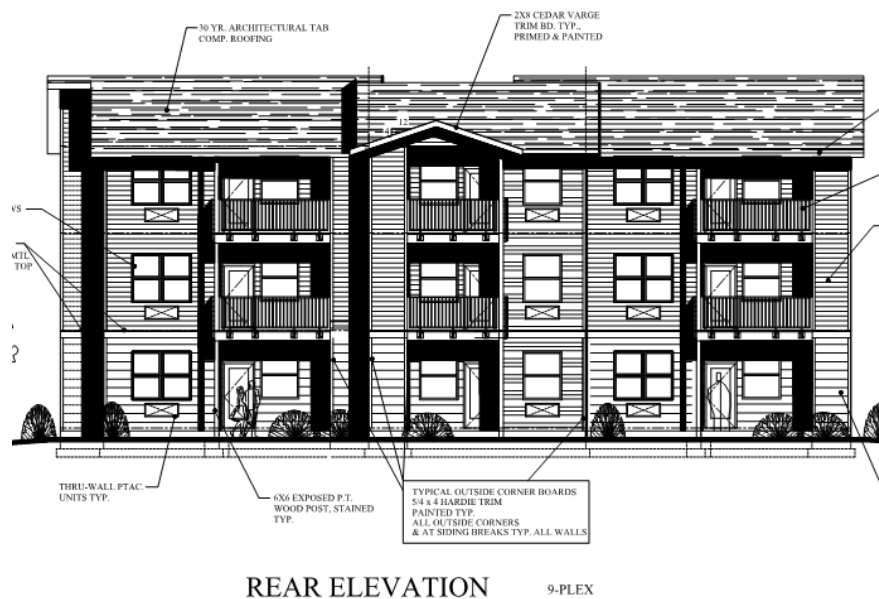 30 YR. ARCHITECTURAL TAB
COMP. ROOFING
2X8 CEDAR VARGE
TRIM BD. TYP.,
PRIMED & PAINTED
12
4
WS
MTL
TOP
THRU-WALL PTAC.
UNITS TYP.
6X6 EXPOSED P.T.
WOOD POST, STAINED
TYP.
TYPICAL OUTSIDE CORNER BOARDS
5/4 x 4 HARDIE TRIM
PAINTED TYP.
ALL OUTSIDE CORNERS
& AT SIDING BREAKS TYP. ALL WALLS
REAR ELEVATION
9-PLEX